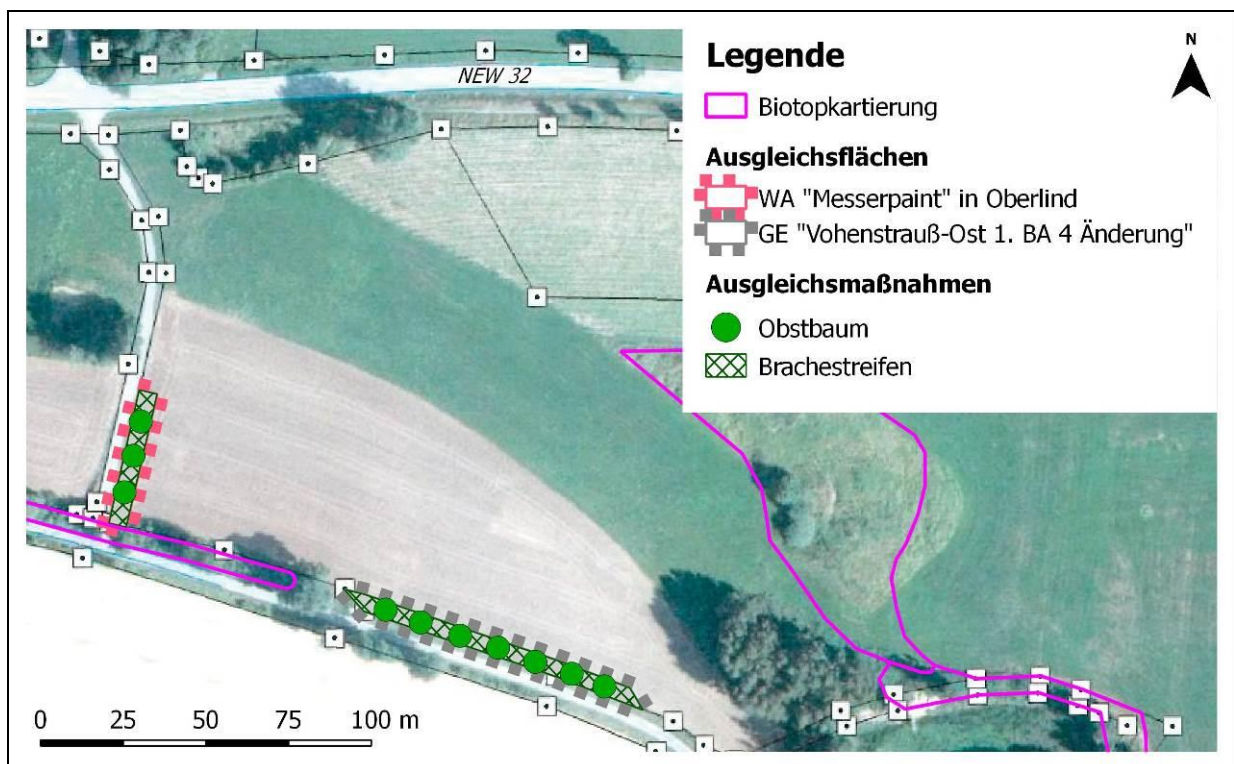 NEW 32
Legende
Biotopkartierung
Ausgleichsflächen
WA "Messerpaint" in Oberlind
GE "Vohenstrauß-Ost 1. BA 4 Änderung"
Ausgleichsmaßnahmen
Obstbaum
Brachestreifen
N
0 25 50 75 100 m